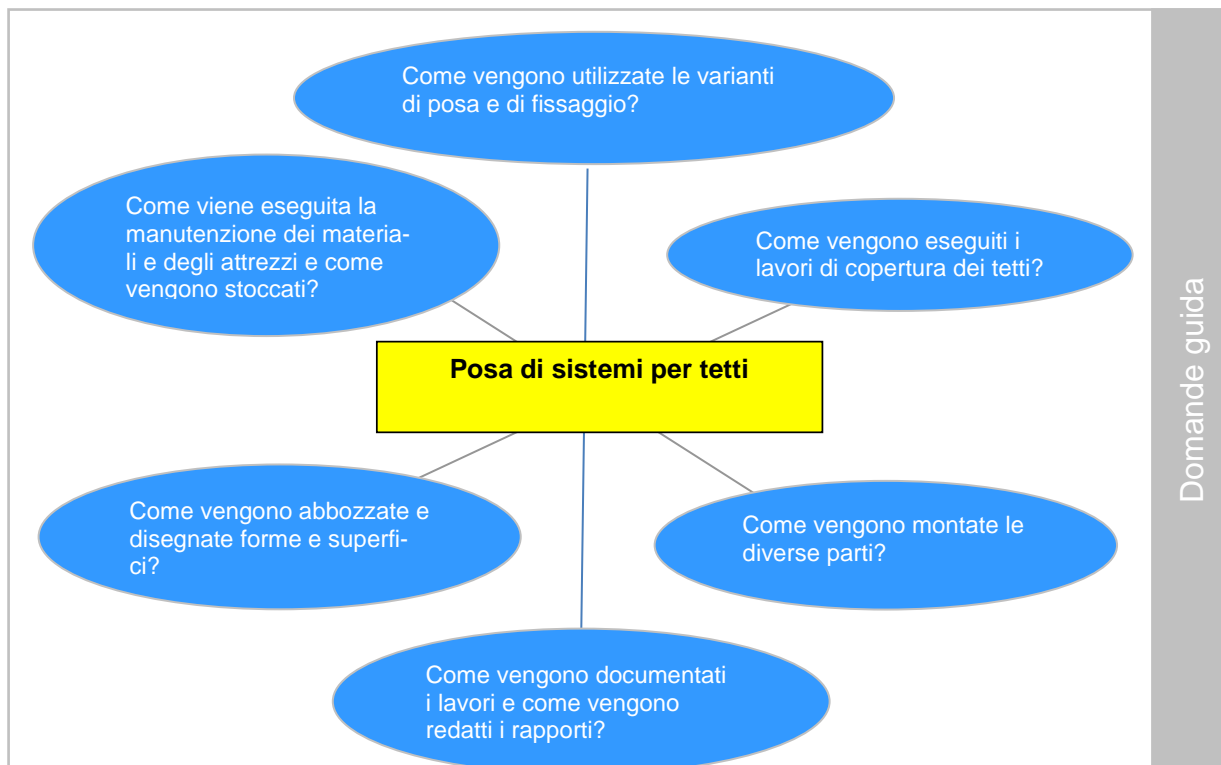 Come vengono utilizzate le varianti
di posa e di fissaggio?
Come viene eseguita la
manutenzione dei materia-
li e degli attrezzi e come
vengono stoccati?
Come vengono eseguiti i
lavori di copertura dei tetti?
Posa di sistemi per tetti
Come vengono abbozzate e
disegnate forme e superfi-
ci?
Come vengono montate le
diverse parti?
Come vengono documentati
i lavori e come vengono
redatti i rapporti?
Domande guida